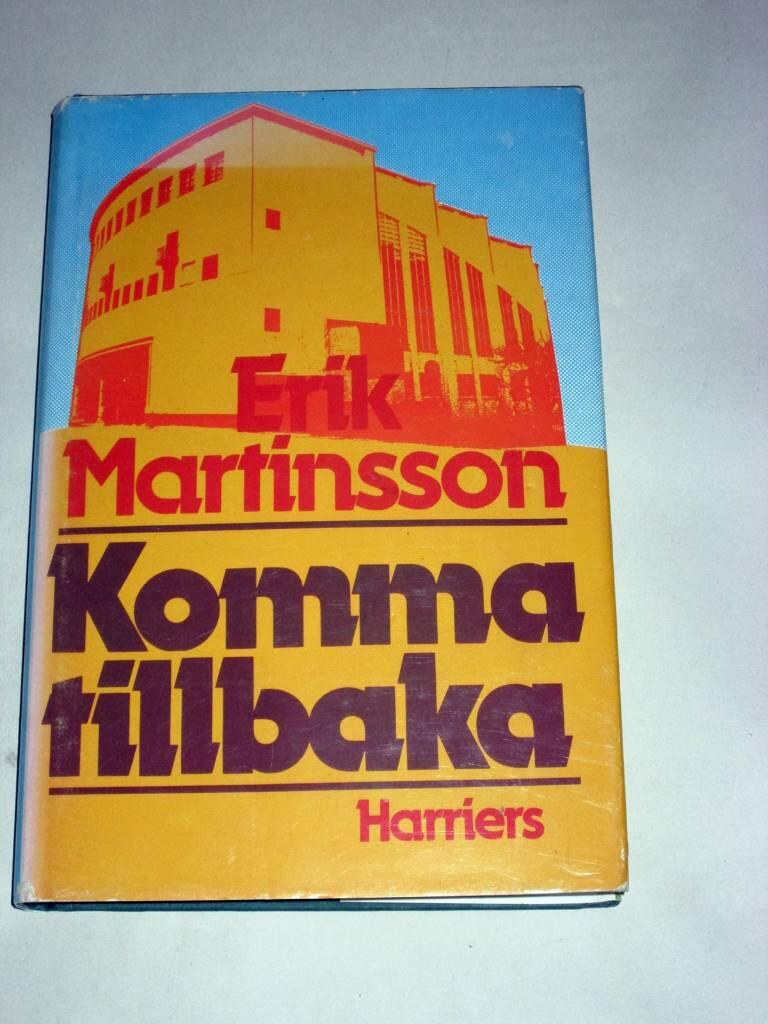 Erik
Martinsson
Komma
tillbaka
Harriers